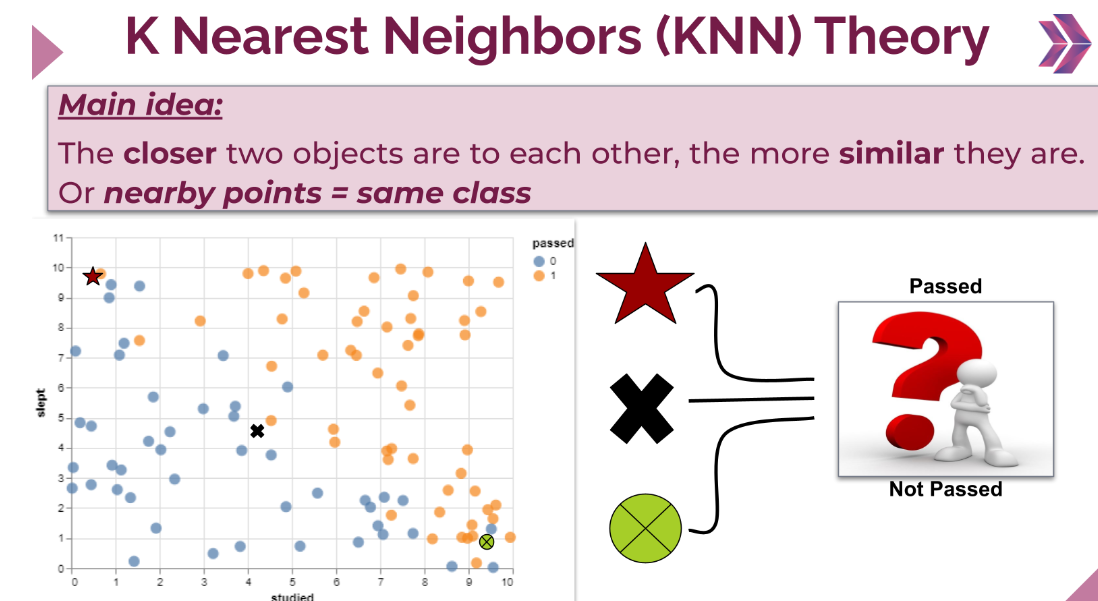 K Nearest Neighbors (KNN) Theory
Main idea:
The closer two objects are to each other, the more similar they are.
Or nearby points = same class
11
10
9
8
7
6
5
4
3
2
1
0
slept
0 1 2 3 4 5 6 7 8 9 10
studied
passed
0
1
Passed
?
Not Passed